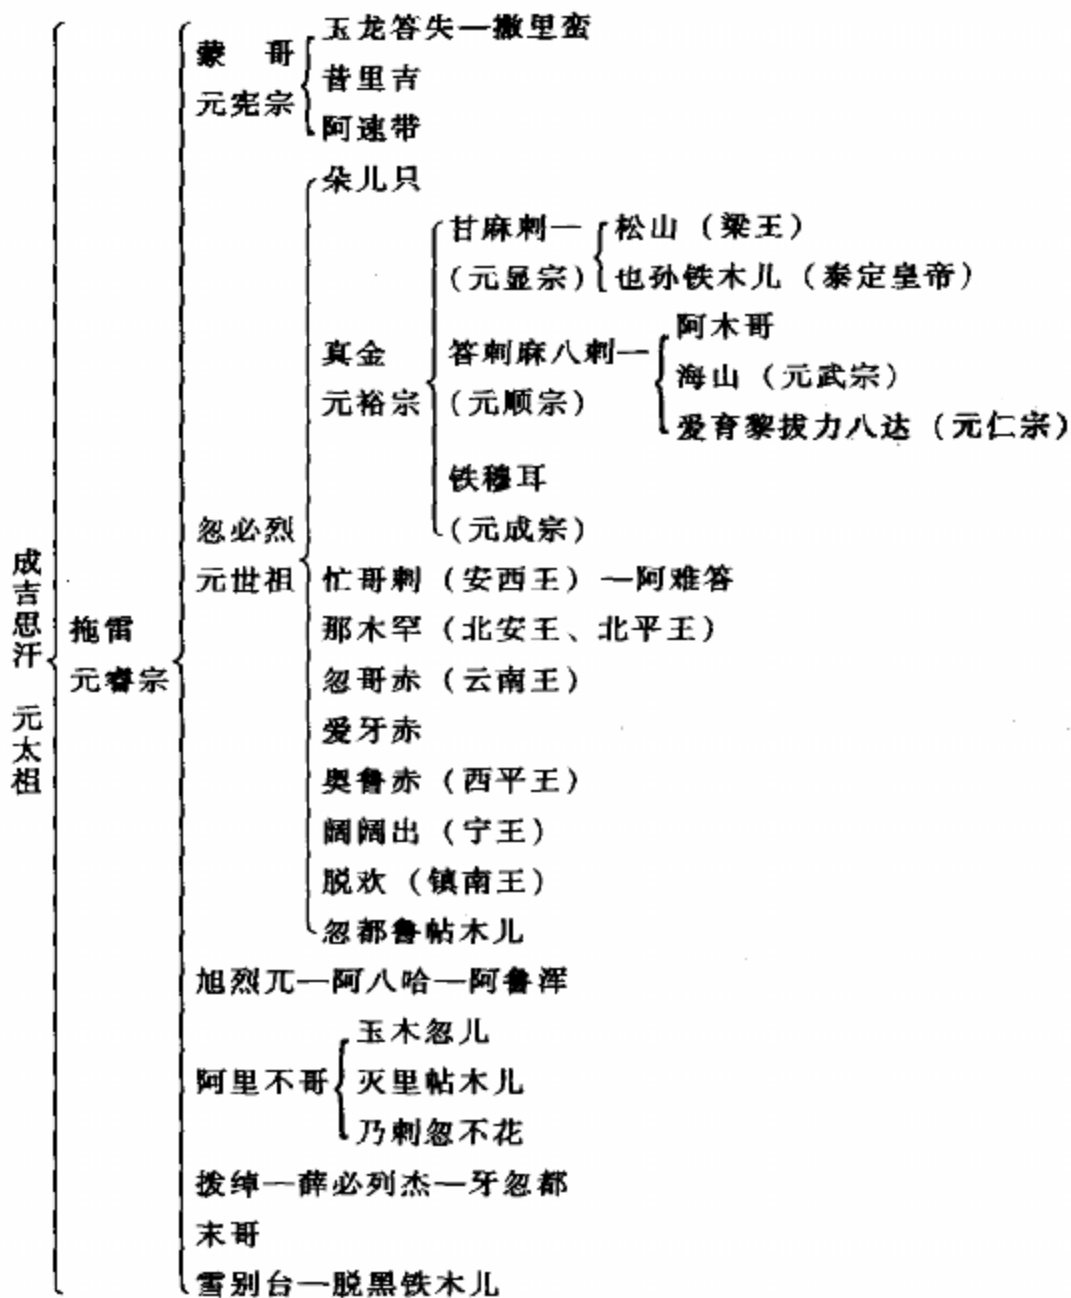 成吉思汗 元太祖
拖雷
元睿宗
蒙 哥
元宪宗
玉龙答失—撒里蛮
昔里吉
阿速带
忽必烈
元世祖
朵儿只
真金
元裕宗
甘麻剌—
(元显宗)
松山（梁王）
也孙铁木儿（泰定皇帝）
答剌麻八剌—
(元顺宗)
阿木哥
海山（元武宗）
爱育黎拔力八达（元仁宗）
铁穆耳
(元成宗)
忙哥剌（安西王）—阿难答
那木罕（北安王、北平王）
忽哥赤（云南王）
爱牙赤
奥鲁赤（西平王）
阔阔出（宁王）
脱欢（镇南王）
忽都鲁帖木儿
旭烈兀—阿八哈—阿鲁浑
阿里不哥
玉木忽儿
灭里帖木儿
乃剌忽不花
拨绰—薛必列杰—牙忽都
末哥
雪别台—脱黑铁木儿